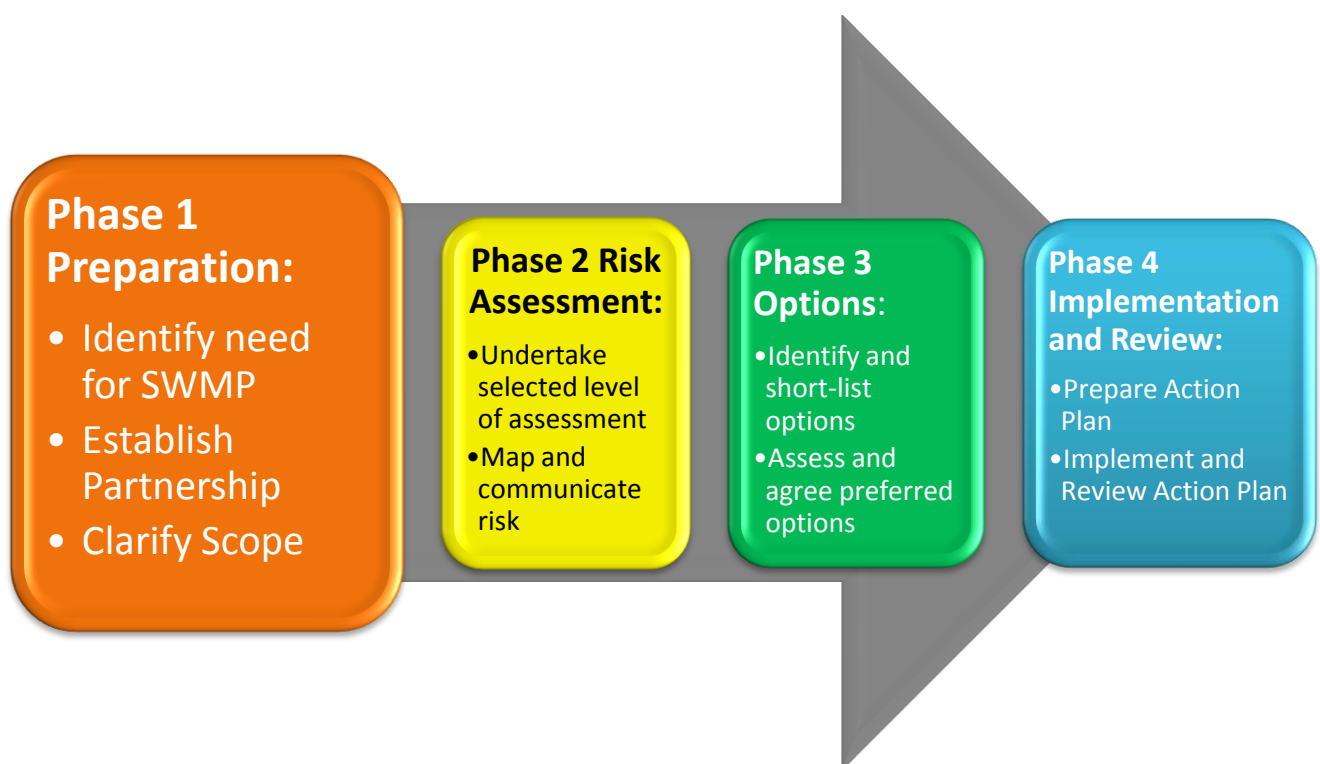 Phase 1
Preparation:
• Identify need
for SWMP
• Establish
Partnership
• Clarify Scope
Phase 2 Risk
Assessment:
•Undertake
selected level
of assessment
•Map and
communicate
risk
Phase 3
Options:
•Identify and
short-list
options
•Assess and
agree preferred
options
Phase 4
Implementation
and Review:
•Prepare Action
Plan
•Implement and
Review Action Plan